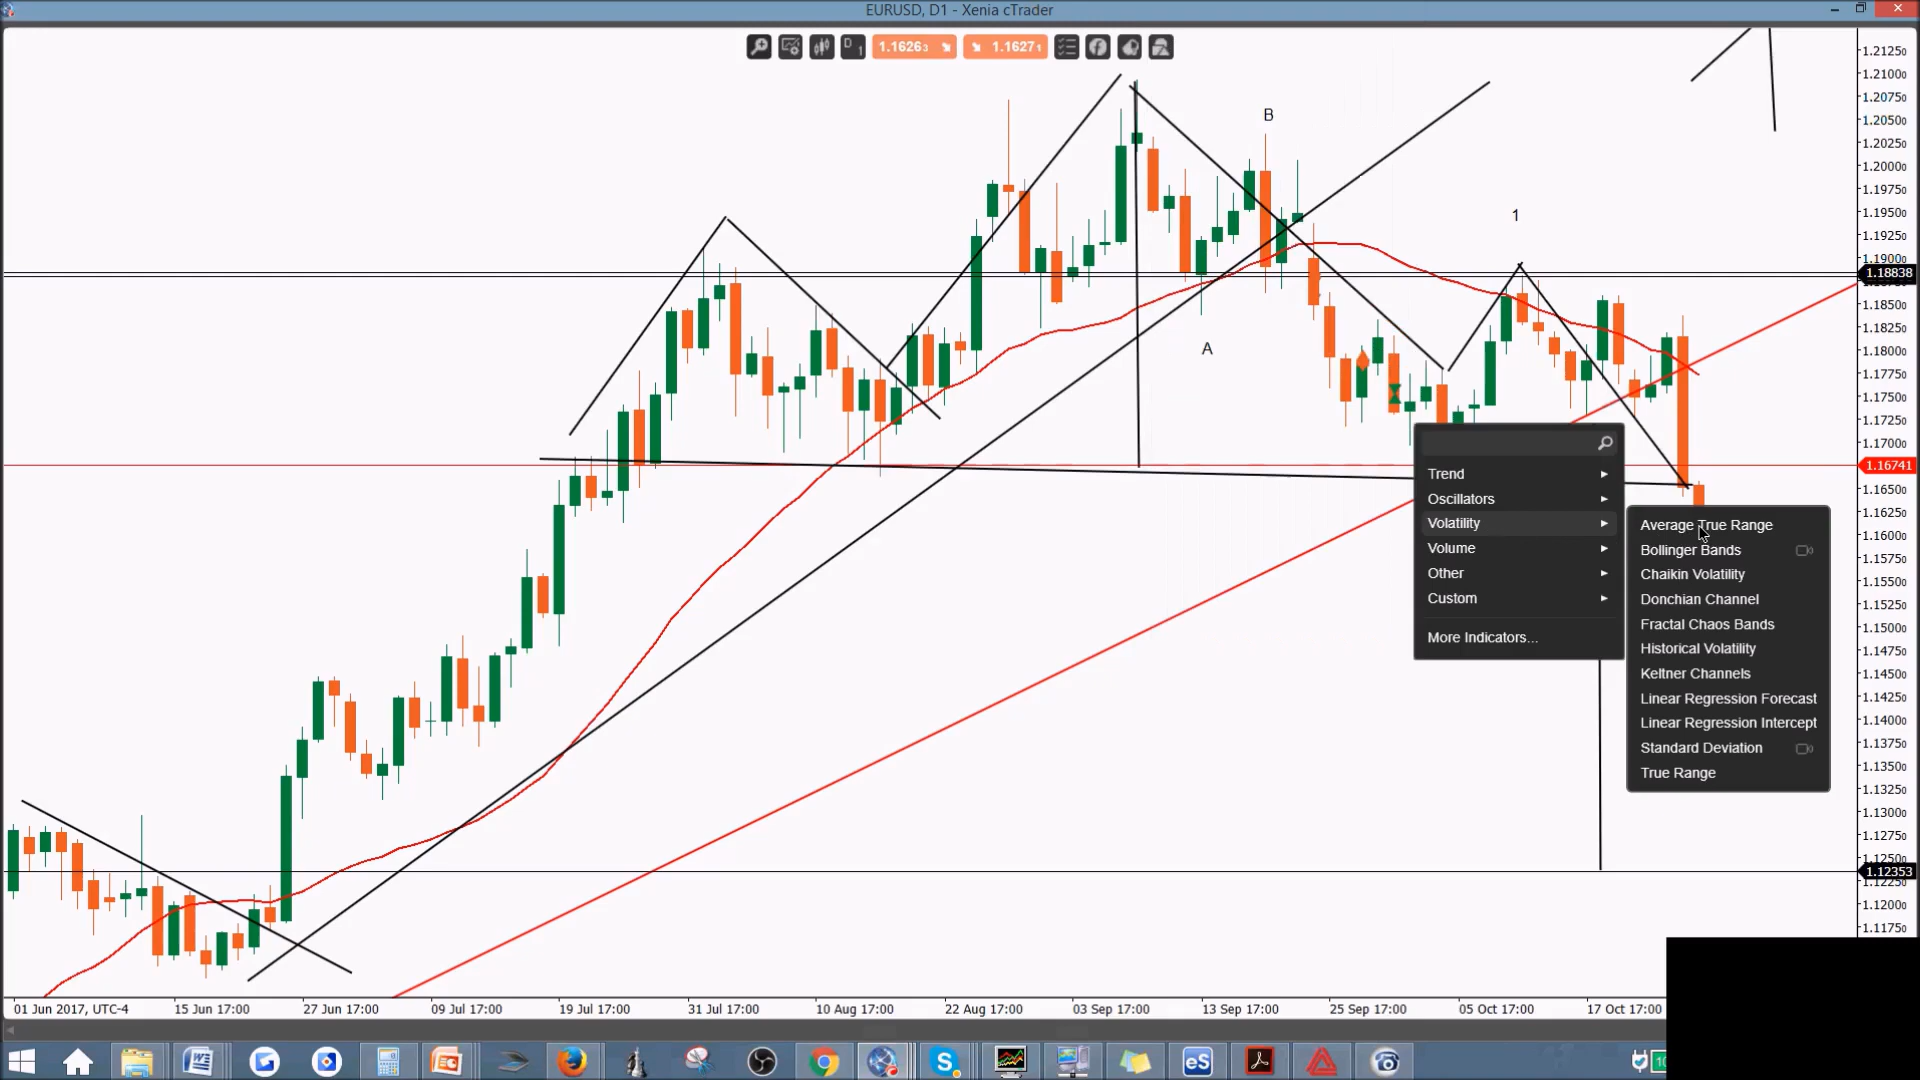 EURUSD, D1 - Xenia cTrader
D 1 1.16263 1.16271
1.21250
1.21000
1.20750
1.20500
1.20250
1.20000
1.19750
1.19500
1.19250
1.19000
1.18838
1.18500
1.18250
1.18000
1.17750
1.17500
1.17250
1.17000
1.16741
1.16500
1.16250
1.16000
1.15750
1.15500
1.15250
1.15000
1.14750
1.14500
1.14250
1.14000
1.13750
1.13500
1.13250
1.13000
1.12750
1.12500
1.12353
1.12250
1.12000
1.11750
B
1
A
Trend
Oscillators
Volatility
Volume
Other
Custom
More Indicators...
Average True Range
Bollinger Bands
Chaikin Volatility
Donchian Channel
Fractal Chaos Bands
Historical Volatility
Keltner Channels
Linear Regression Forecast
Linear Regression Intercept
Standard Deviation
True Range
01 Jun 2017, UTC-4 15 Jun 17:00 27 Jun 17:00 09 Jul 17:00 19 Jul 17:00 31 Jul 17:00 10 Aug 17:00 22 Aug 17:00 03 Sep 17:00 13 Sep 17:00 25 Sep 17:00 05 Oct 17:00 17 Oct 17:00
eS